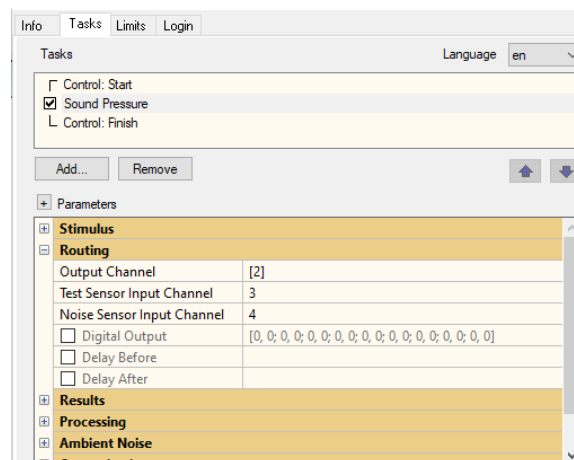 Info Tasks Limits Login
Tasks Language en
Control: Start
Sound Pressure
Control: Finish
Add... Remove
+ Parameters
Stimulus
Routing
Output Channel [2]
Test Sensor Input Channel 3
Noise Sensor Input Channel 4
Digital Output [0, 0; 0, 0; 0, 0; 0, 0; 0, 0; 0, 0; 0, 0; 0, 0; 0, 0]
Delay Before
Delay After
Results
Processing
Ambient Noise